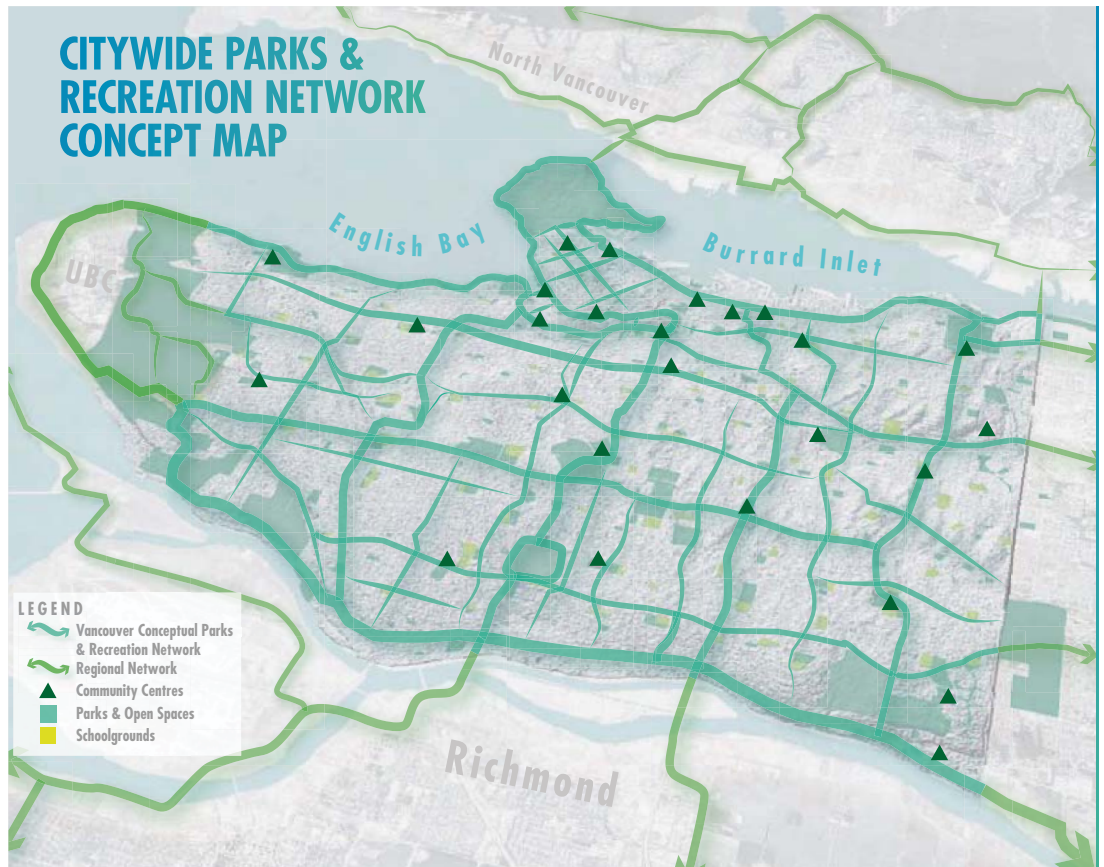 CITYWIDE PARKS &
RECREATION NETWORK
CONCEPT MAP
North Vancouver
English Bay
Burrard Inlet
UBC
LEGEND
Vancouver Conceptual Parks
& Recreation Network
Regional Network
Community Centres
Parks & Open Spaces
Schoolgrounds
Richmond